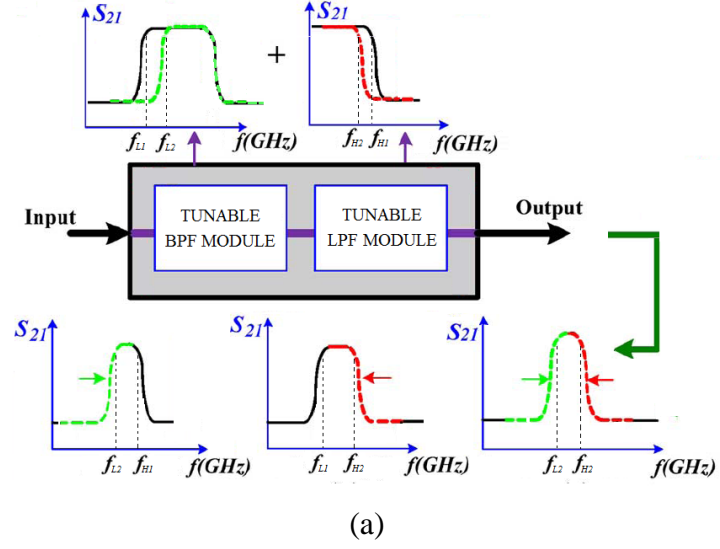 S21 + S21
fL1 fL2 f(GHz) fH2 fH1 f(GHz)
Input
TUNABLE
BPF MODULE
TUNABLE
LPF MODULE
Output
S21 S21 S21
fL2 fH1 f(GHz) fL1 fH2 f(GHz) fL2 fH2 f(GHz)
(a)